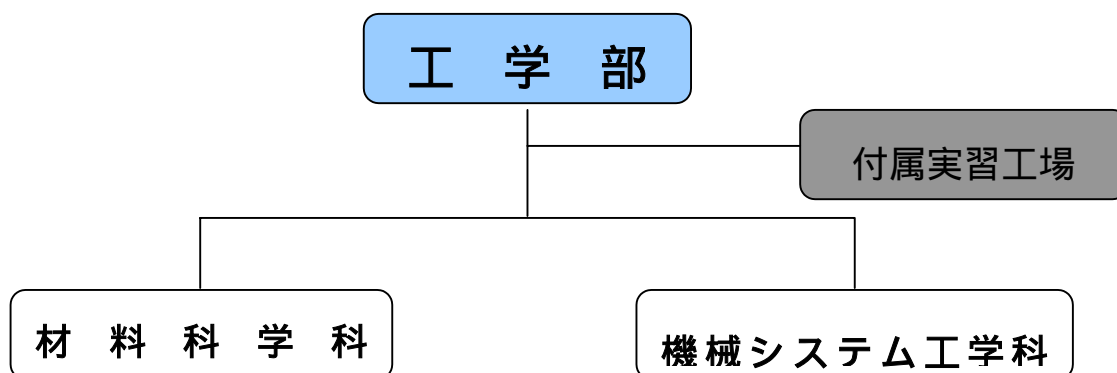 工 学 部
付属実習工場
材 料 科 学 科
機械システム工学科